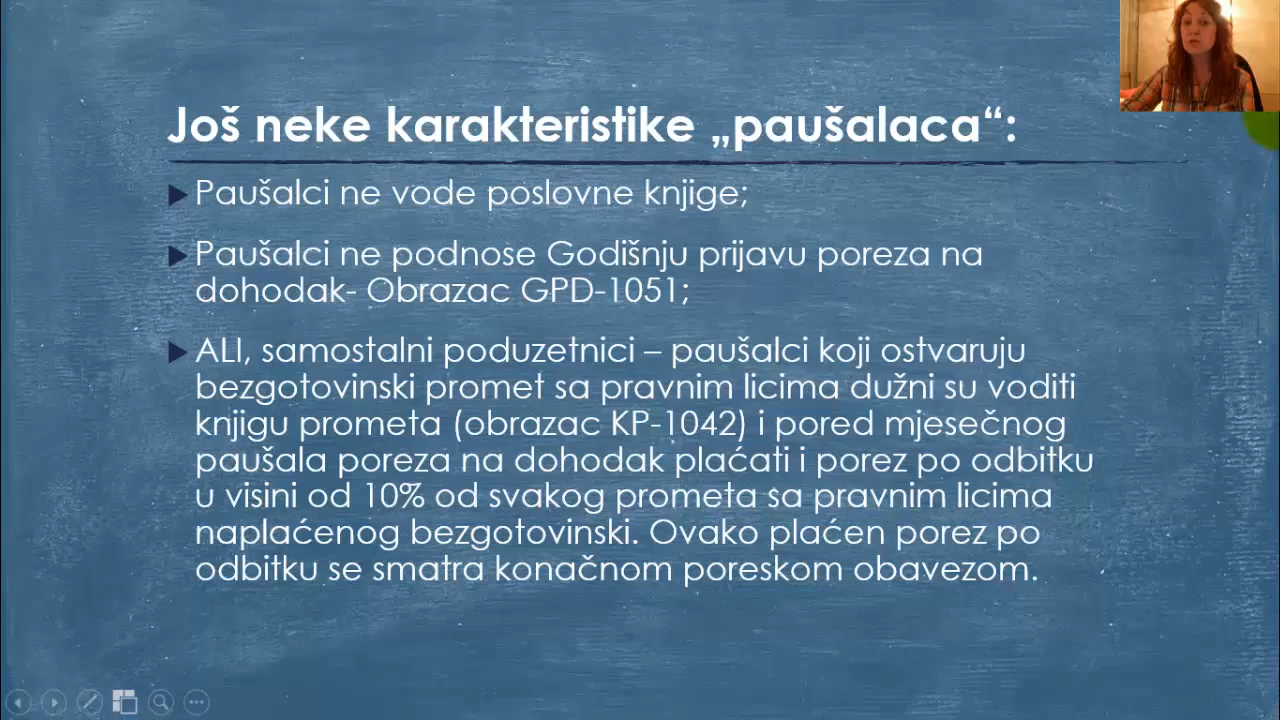 Još neke karakteristike „paušalaca“:
Paušalci ne vode poslovne knjige;
Paušalci ne podnose Godišnju prijavu poreza na
dohodak- Obrazac GPD-1051;
ALI, samostalni poduzetnici – paušalci koji ostvaruju
bezgotovinski promet sa pravnim licima dužni su voditi
knjigu prometa (obrazac KP-1042) i pored mjesečnog
paušala poreza na dohodak plaćati i porez po odbitku
u visini od 10% od svakog prometa sa pravnim licima
naplaćenog bezgotovinski. Ovako plaćen porez po
odbitku se smatra konačnom poreskom obavezom.